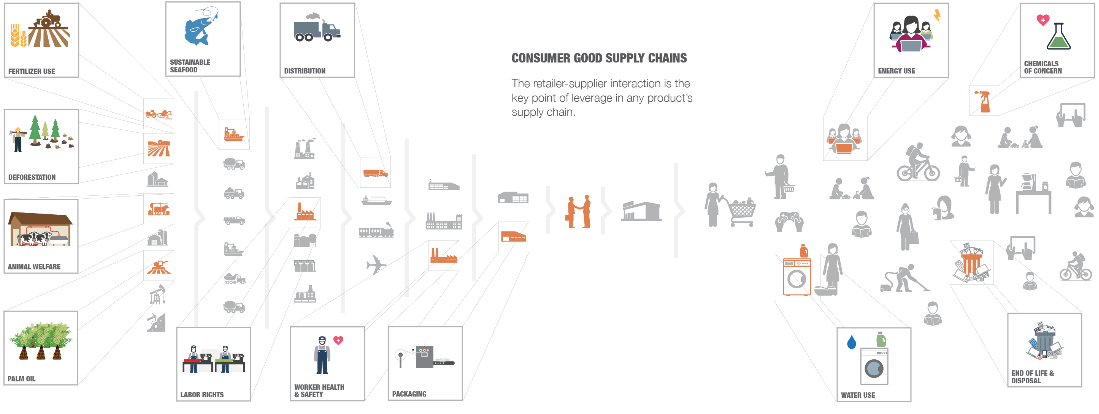 FERTILIZER USE
SUSTAINABLE
SEAFOOD
DISTRIBUTION
CONSUMER GOOD SUPPLY CHAINS
The retailer-supplier interaction is the
key point of leverage in any product's
supply chain.
ENERGY USE
CHEMICALS
OF CONCERN
DEFORESTATION
ANIMAL WELFARE
PALM OIL
LABOR RIGHTS
WORKER HEALTH
& SAFETY
PACKAGING
WATER USE
END OF LIFE &
DISPOSAL